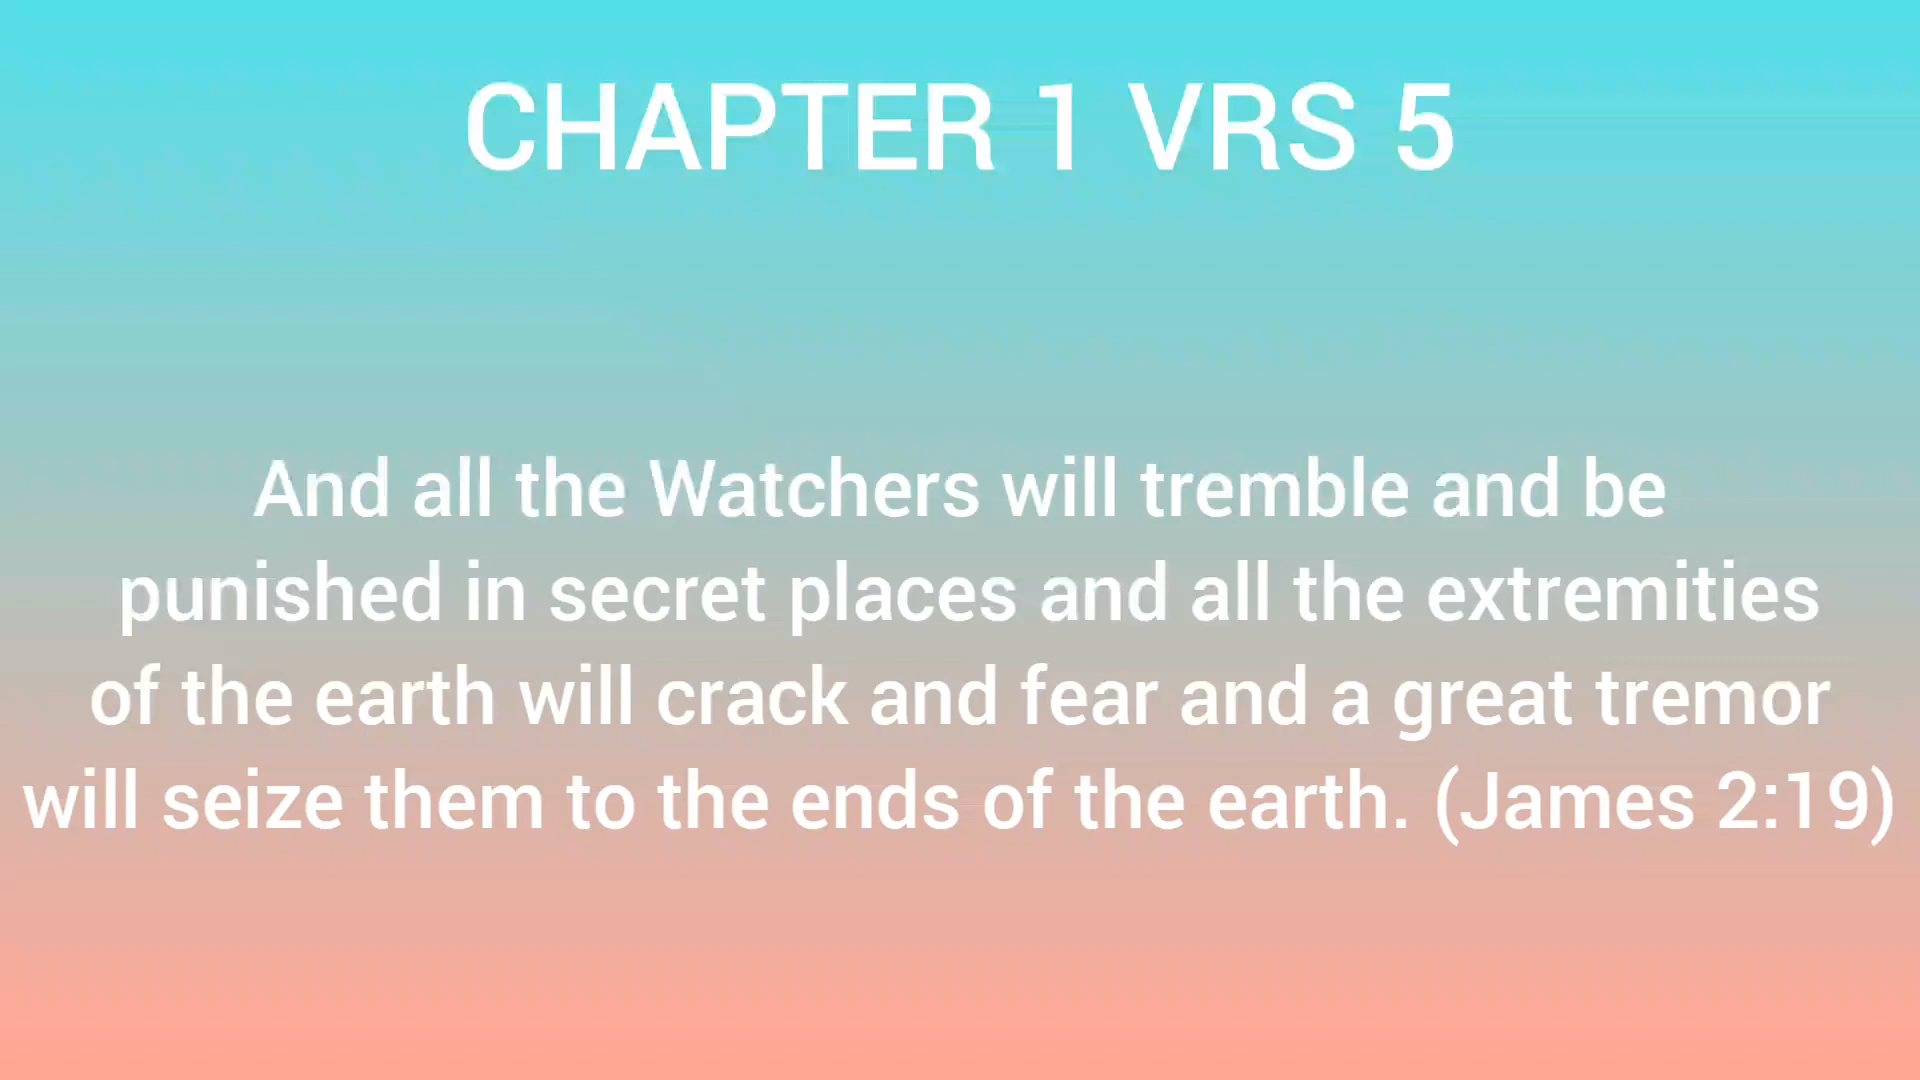 CHAPTER 1 VRS 5
And all the Watchers will tremble and be
punished in secret places and all the extremities
of the earth will crack and fear and a great tremor
will seize them to the ends of the earth. (James 2:19)